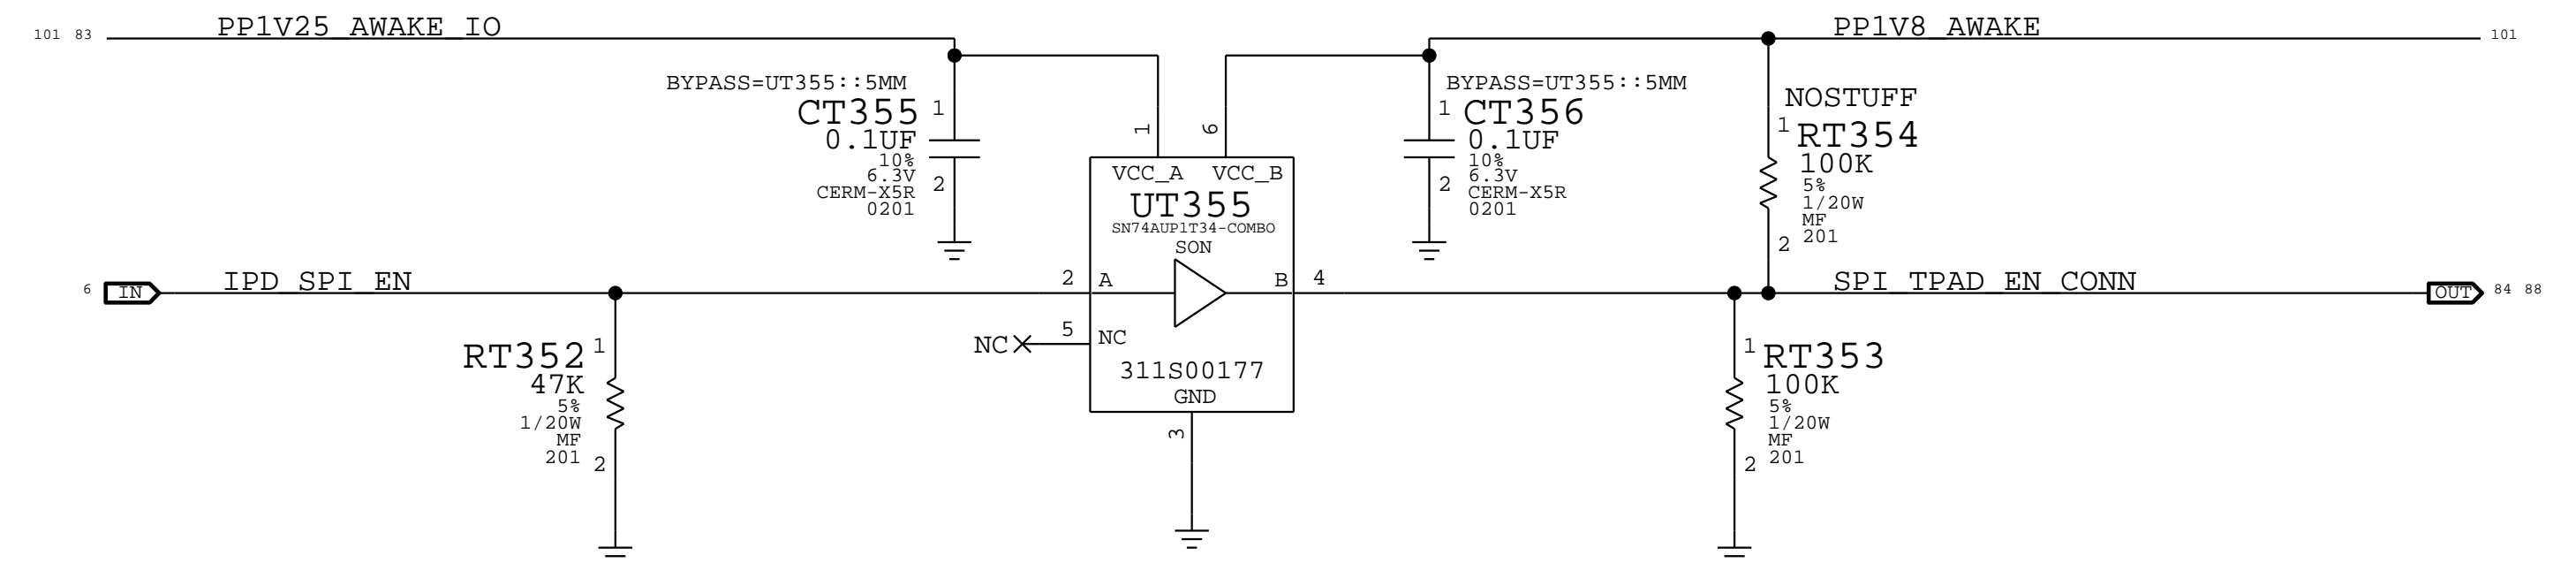 101 83 PP1V25_AWAKE_IO
PP1V8_AWAKE 101
BYPASS=UT355::5MM
CT355 1
0.1UF
10%
6.3V
CERM-X5R
0201
2
1
6
BYPASS=UT355::5MM
1 CT356
0.1UF
10%
6.3V
CERM-X5R
0201
2
NOSTUFF
1 RT354
100K
5%
1/20W
MF
201
2
VCC_A VCC_B
UT355
SN74AUP1T34-COMBO
SON
6 IN IPD_SPI_EN
2 A
B 4
SPI_TPAD_EN_CONN
OUT 84 88
NC 5 NC
311S00177
GND
3
RT352 1
47K
5%
1/20W
MF
201 2
1 RT353
100K
5%
1/20W
MF
2 201